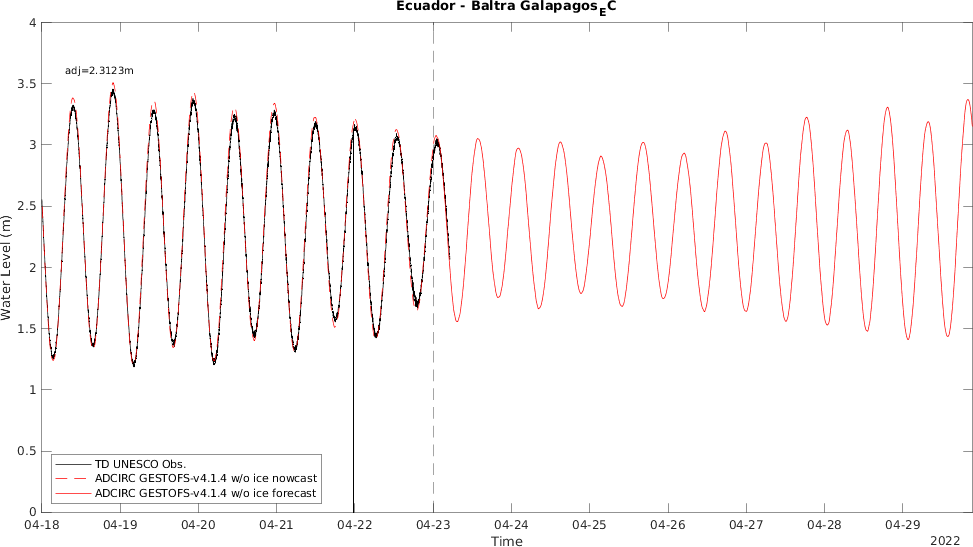 Ecuador - Baltra Galapagos_EC
4
adj=2.3123m
3.5
3
2.5
Water Level (m)
2
1.5
1
0.5
TD UNESCO Obs.
ADCIRC GESTOFS-v4.1.4 w/o ice nowcast
ADCIRC GESTOFS-v4.1.4 w/o ice forecast
0
04-18 04-19 04-20 04-21 04-22 04-23 04-24 04-25 04-26 04-27 04-28 04-29
Time
2022